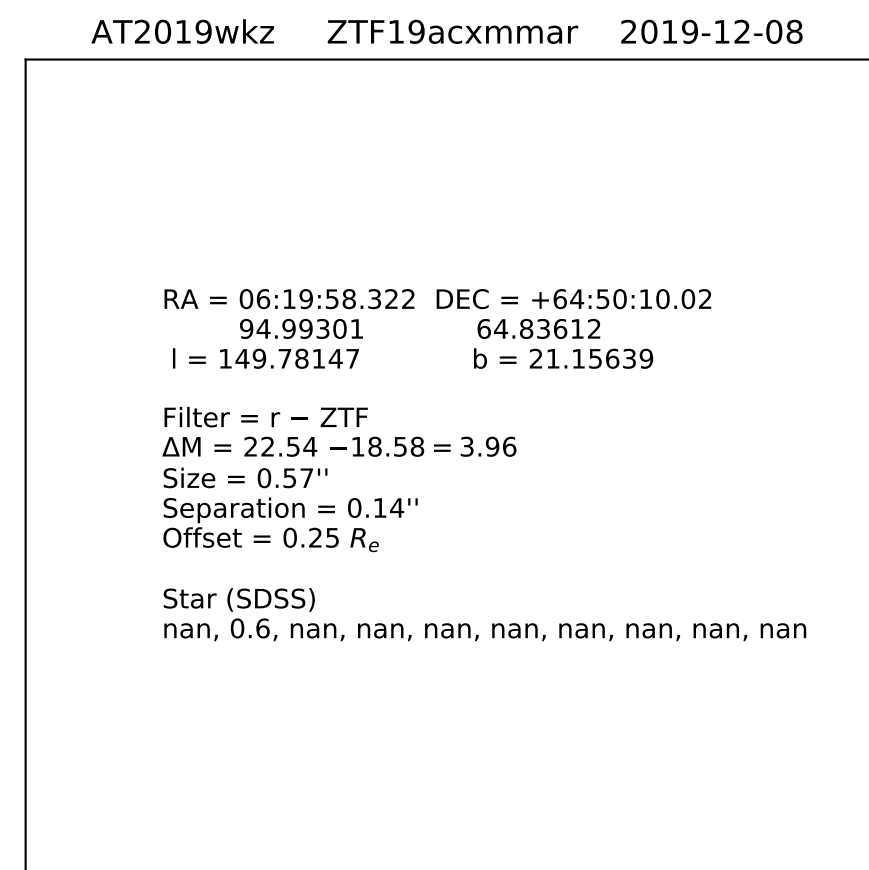 AT2019wkz ZTF19acxmmar 2019-12-08
RA = 06:19:58.322 DEC = +64:50:10.02
94.99301 64.83612
l = 149.78147 b = 21.15639
Filter = r − ZTF
ΔM = 22.54 −18.58 = 3.96
Size = 0.57''
Separation = 0.14''
Offset = 0.25 Re
Star (SDSS)
nan, 0.6, nan, nan, nan, nan, nan, nan, nan, nan